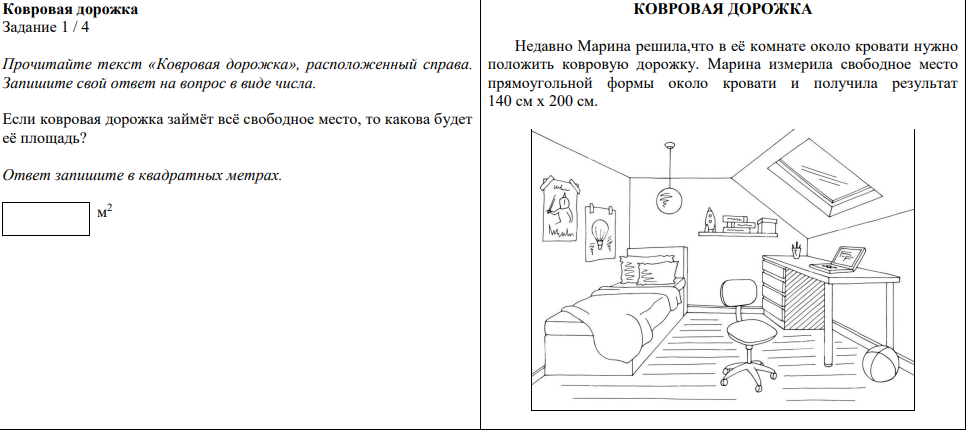 Ковровая дорожка
Задание 1 / 4
Прочитайте текст «Ковровая дорожка», расположенный справа.
Запишите свой ответ на вопрос в виде числа.
Если ковровая дорожка займёт всё свободное место, то какова будет
её площадь?
Ответ запишите в квадратных метрах.
м²
КОВРОВАЯ ДОРОЖКА
Недавно Марина решила,что в её комнате около кровати нужно
положить ковровую дорожку. Марина измерила свободное место
прямоугольной формы около кровати и получила результат
140 см х 200 см.